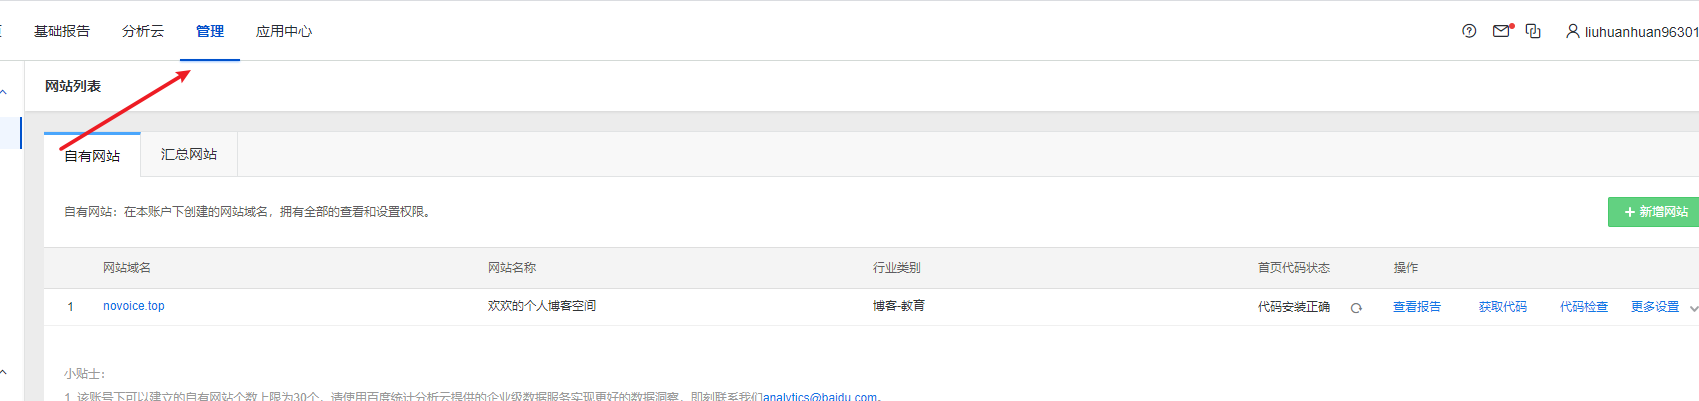 基础报告 分析云 管理 应用中心 liuhuanhuan96301
网站列表
自有网站 汇总网站
自有网站：在本账户下创建的网站域名，拥有全部的查看和设置权限。
+ 新增网站
网站域名 网站名称 行业类别 首页代码状态 操作
1 novoice.top 欢欢的个人博客空间 博客-教育 代码安装正确 查看报告 获取代码 代码检查 更多设置
小贴士：
1. 该账号下可以建立的自有网站个数上限为30个，请使用百度统计分析云提供的企业级数据服务实现更好的数据洞察，即刻联系我们analytics@baidu.com。